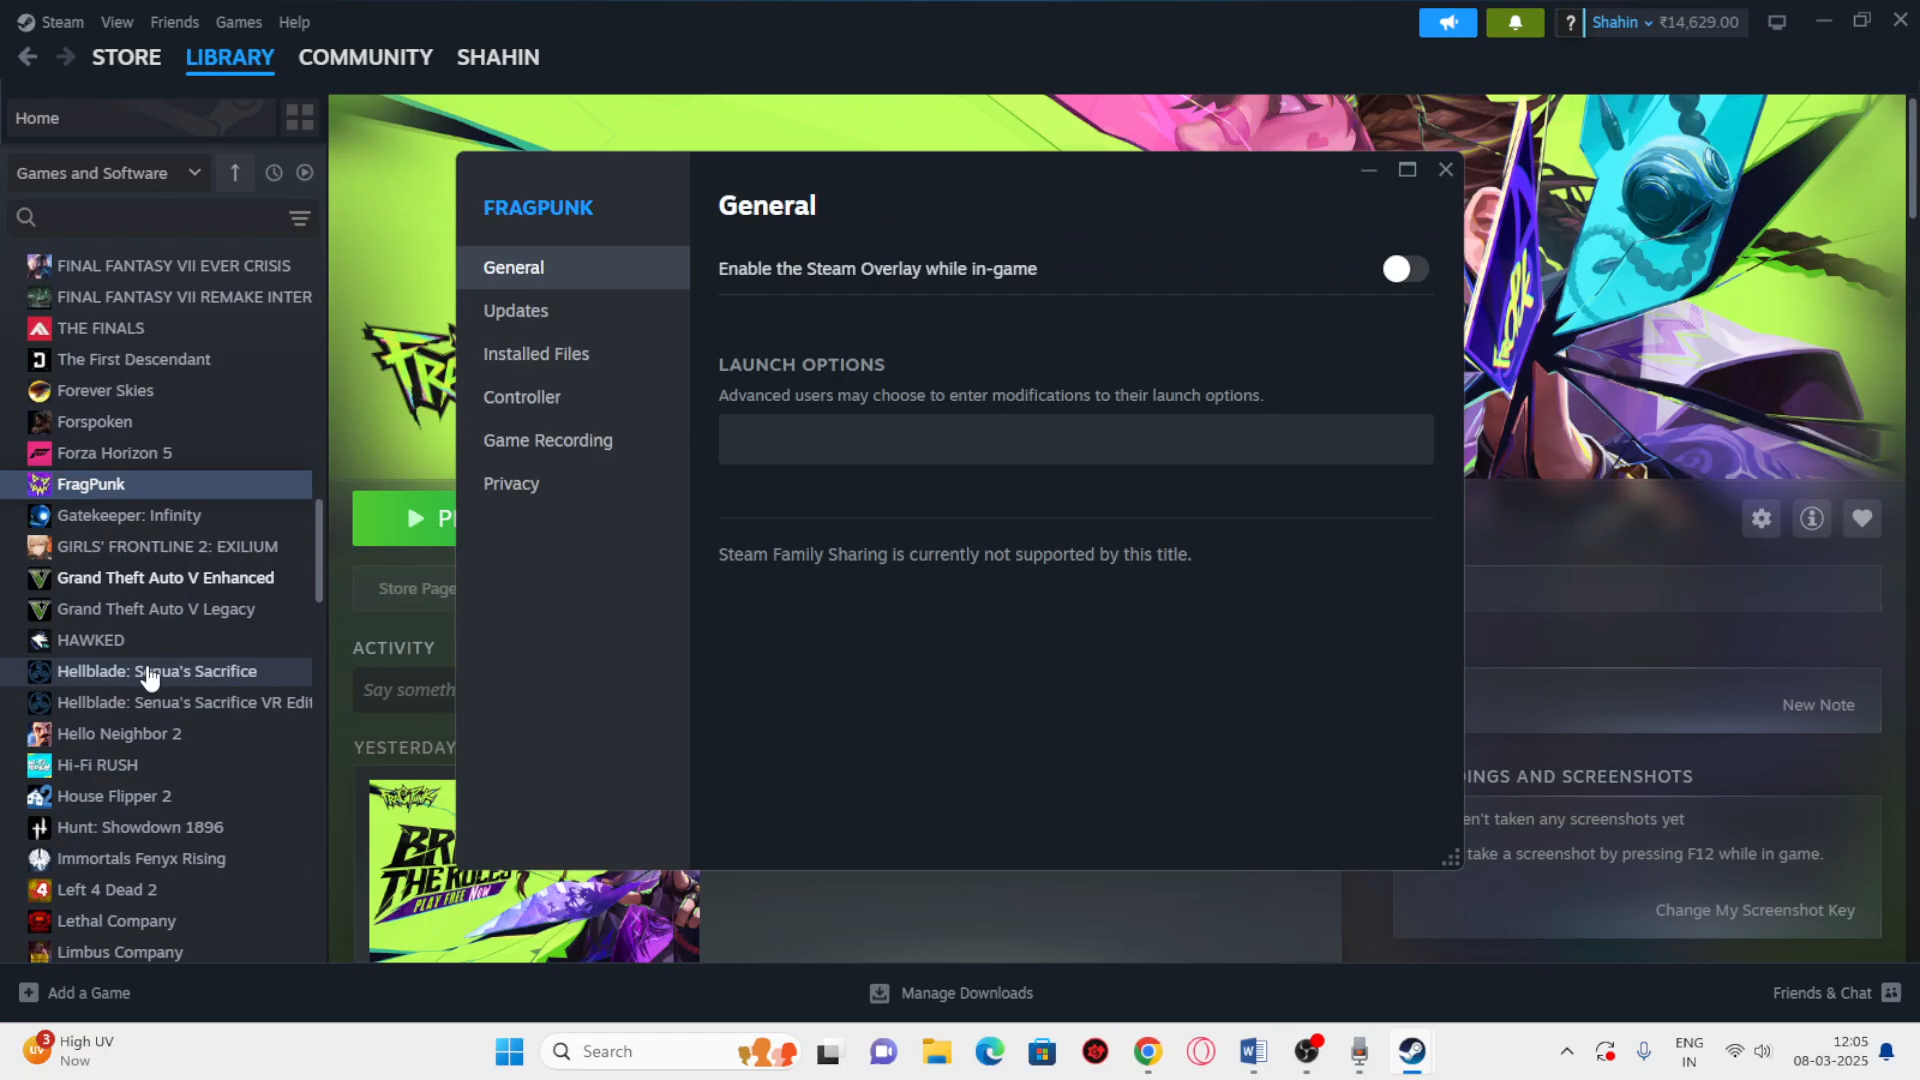 Steam View Friends Games Help
? Shahin ₹14,629.00
STORE LIBRARY COMMUNITY SHAHIN
Home
Games and Software
FINAL FANTASY VII EVER CRISIS
FINAL FANTASY VII REMAKE INTER
THE FINALS
The First Descendant
Forever Skies
Forspoken
Forza Horizon 5
FragPunk
Gatekeeper: Infinity
GIRLS' FRONTLINE 2: EXILIUM
Grand Theft Auto V Enhanced
Grand Theft Auto V Legacy
HAWKED
Hellblade: Senua's Sacrifice
Hellblade: Senua's Sacrifice VR Edit
Hello Neighbor 2
Hi-Fi RUSH
House Flipper 2
Hunt: Showdown 1896
Immortals Fenyx Rising
Left 4 Dead 2
Lethal Company
Limbus Company
FRAGPUNK
General
Updates
Installed Files
Controller
Game Recording
Privacy
General
Enable the Steam Overlay while in-game
LAUNCH OPTIONS
Advanced users may choose to enter modifications to their launch options.
Steam Family Sharing is currently not supported by this title.
Store Page
ACTIVITY
Say someth
YESTERDAY
FRAGPUNK
THE RULES
PLAY FREE NOW
New Note
INGS AND SCREENSHOTS
en't taken any screenshots yet
take a screenshot by pressing F12 while in game.
Change My Screenshot Key
Add a Game
Manage Downloads
Friends & Chat
3
UV
High UV
Now
Search
ENG
IN
12:05
08-03-2025